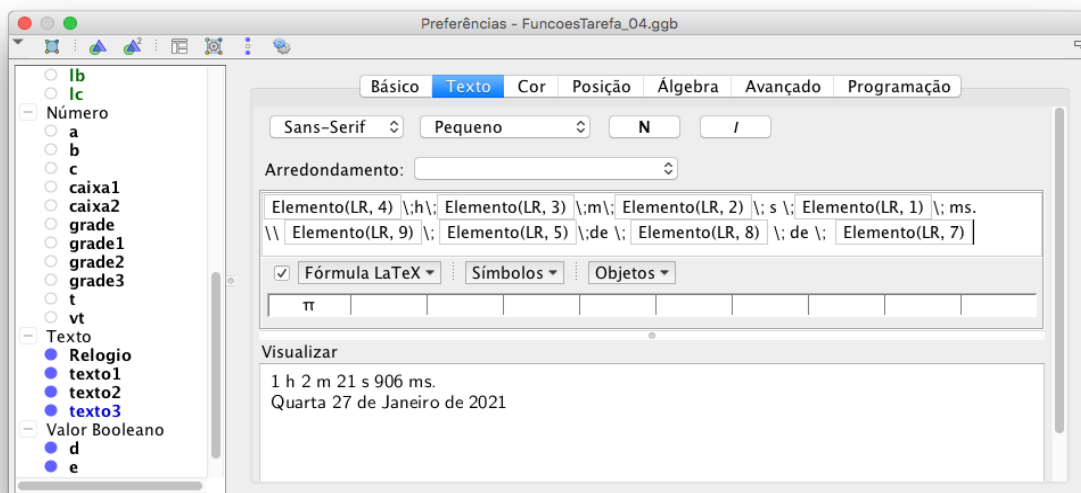 Preferências - FuncoesTarefa_04.ggb
lb
lc
Número
a
b
c
caixa1
caixa2
grade
grade1
grade2
grade3
t
vt
Texto
Relogio
texto1
texto2
texto3
Valor Booleano
d
e
Básico Texto Cor Posição Álgebra Avançado Programação
Sans-Serif Pequeno N I
Arredondamento:
Elemento(LR, 4) \;h\; Elemento(LR, 3) \;m\; Elemento(LR, 2) \; s \; Elemento(LR, 1) \; ms.
\\ Elemento(LR, 9) \; Elemento(LR, 5) \;de \; Elemento(LR, 8) \; de \; Elemento(LR, 7)
Fórmula LaTeX Símbolos Objetos
π
Visualizar
1 h 2 m 21 s 906 ms.
Quarta 27 de Janeiro de 2021